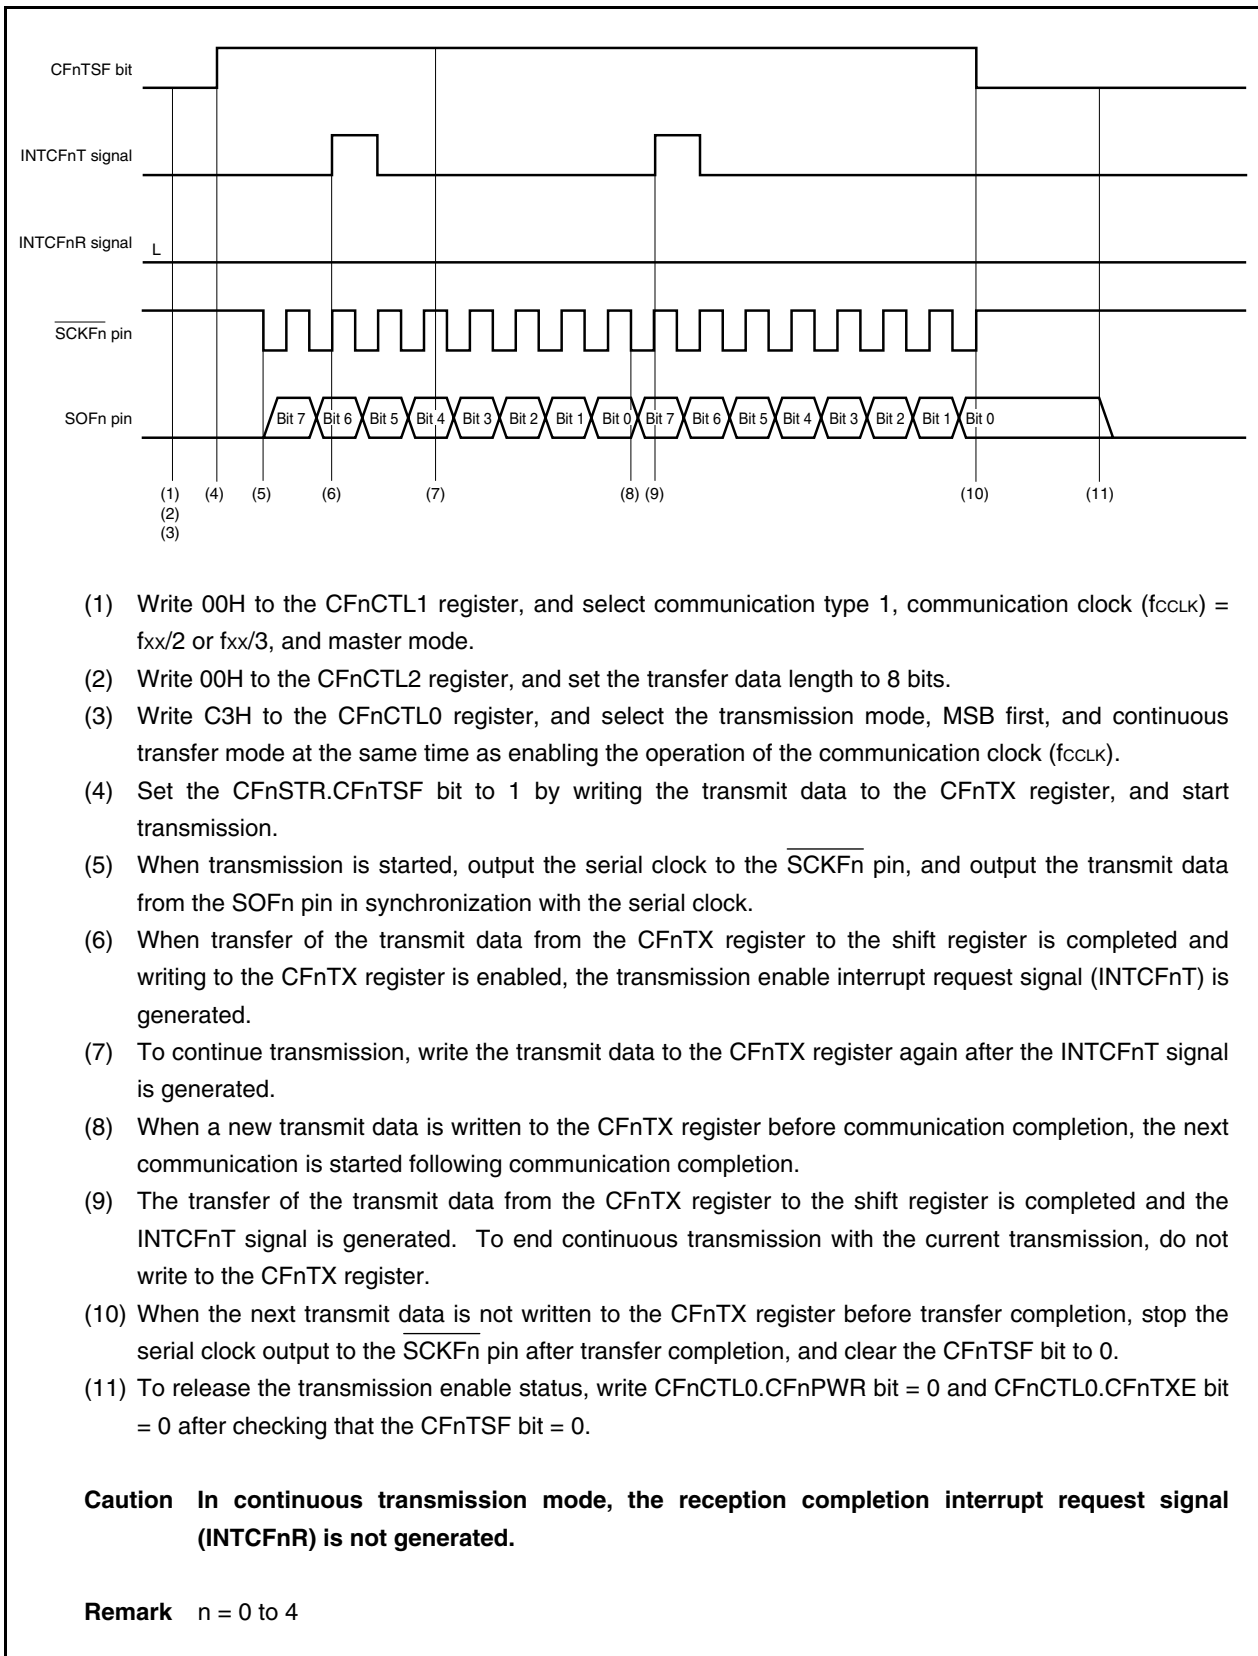 CFnTSF bit
INTCFnT signal
INTCFnR signal L
SCKFn pin
SOFn pin Bit 7 Bit 6 Bit 5 Bit 4 Bit 3 Bit 2 Bit 1 Bit 0 Bit 7 Bit 6 Bit 5 Bit 4 Bit 3 Bit 2 Bit 1 Bit 0
(1) (4) (5) (6) (7) (8) (9) (10) (11)
(2)
(3)
(1) Write 00H to the CFnCTL1 register, and select communication type 1, communication clock (fCCLK) =
fXX/2 or fXX/3, and master mode.
(2) Write 00H to the CFnCTL2 register, and set the transfer data length to 8 bits.
(3) Write C3H to the CFnCTL0 register, and select the transmission mode, MSB first, and continuous
transfer mode at the same time as enabling the operation of the communication clock (fCCLK).
(4) Set the CFnSTR.CFnTSF bit to 1 by writing the transmit data to the CFnTX register, and start
transmission.
(5) When transmission is started, output the serial clock to the SCKFn pin, and output the transmit data
from the SOFn pin in synchronization with the serial clock.
(6) When transfer of the transmit data from the CFnTX register to the shift register is completed and
writing to the CFnTX register is enabled, the transmission enable interrupt request signal (INTCFnT) is
generated.
(7) To continue transmission, write the transmit data to the CFnTX register again after the INTCFnT signal
is generated.
(8) When a new transmit data is written to the CFnTX register before communication completion, the next
communication is started following communication completion.
(9) The transfer of the transmit data from the CFnTX register to the shift register is completed and the
INTCFnT signal is generated. To end continuous transmission with the current transmission, do not
write to the CFnTX register.
(10) When the next transmit data is not written to the CFnTX register before transfer completion, stop the
serial clock output to the SCKFn pin after transfer completion, and clear the CFnTSF bit to 0.
(11) To release the transmission enable status, write CFnCTL0.CFnPWR bit = 0 and CFnCTL0.CFnTXE bit
= 0 after checking that the CFnTSF bit = 0.
Caution In continuous transmission mode, the reception completion interrupt request signal
(INTCFnR) is not generated.
Remark n = 0 to 4